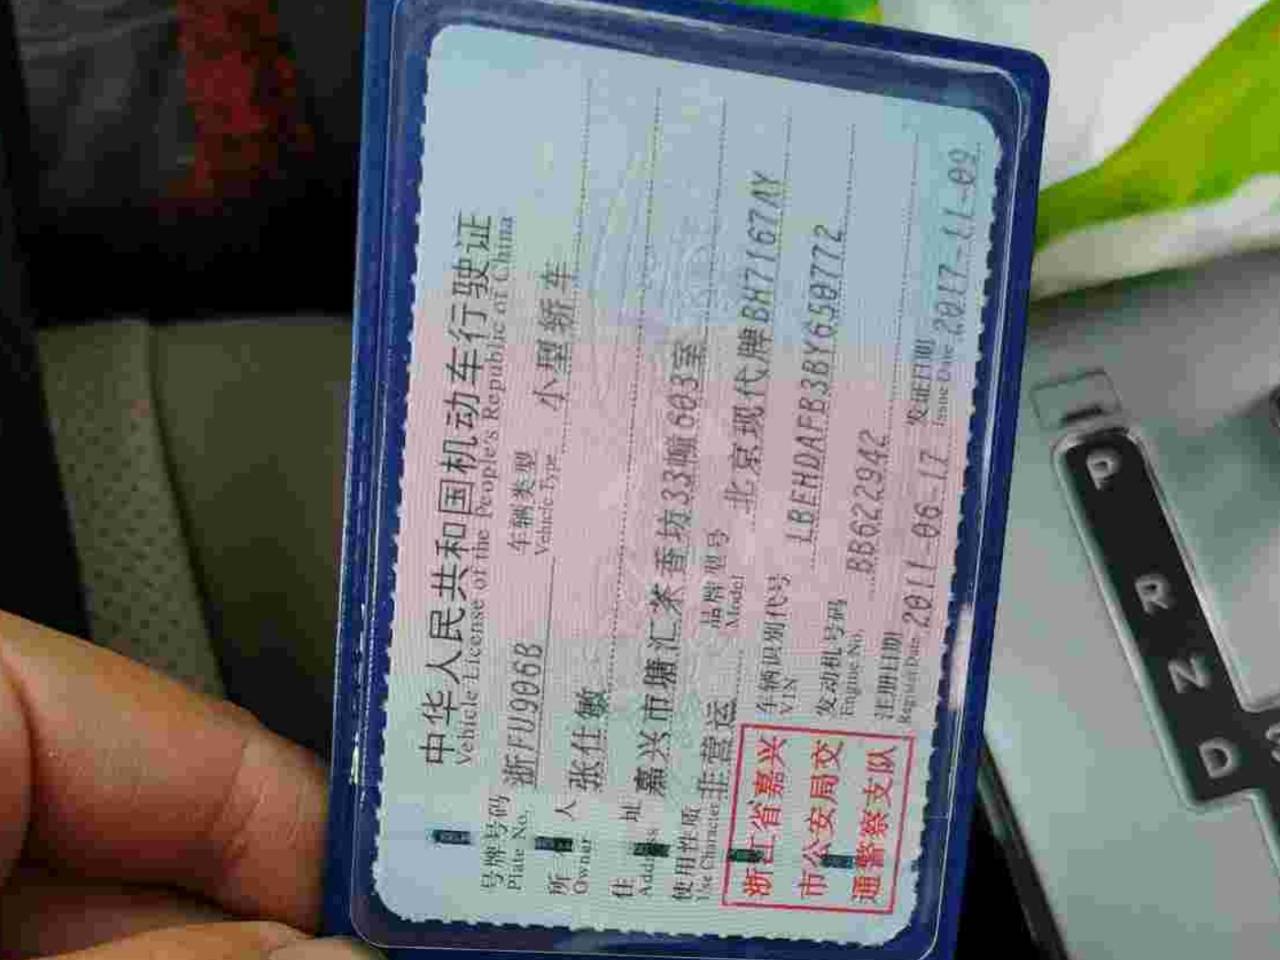 中华人民共和国机动车行驶证
Vehicle License of the People's Republic of China
号牌号码 浙FU906B 车辆类型 小型轿车
Plate No. Vehicle Type
所有人 张仕敏
Owner
住址 嘉兴市塘汇茶香坊33幢603室
Address
使用性质 非营运 品牌型号 北京现代牌BH7167AY
Use Character Model
车辆识别代号 LBEHDAFB3BY650772
VIN
发动机号码 BB622942
Engine No.
注册日期 2011-06-17 发证日期 2017-11-09
Register Date Issue Date
浙江省嘉兴
市公安局交
通警察支队
P
R
N
D